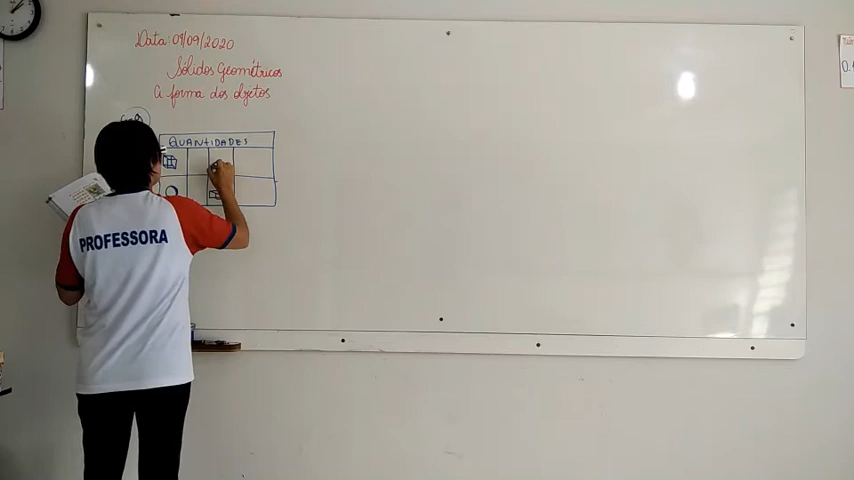 Data: 09/09/2020
Sólidos Geométricos
A forma dos objetos
QUANTIDADES
PROFESSORA